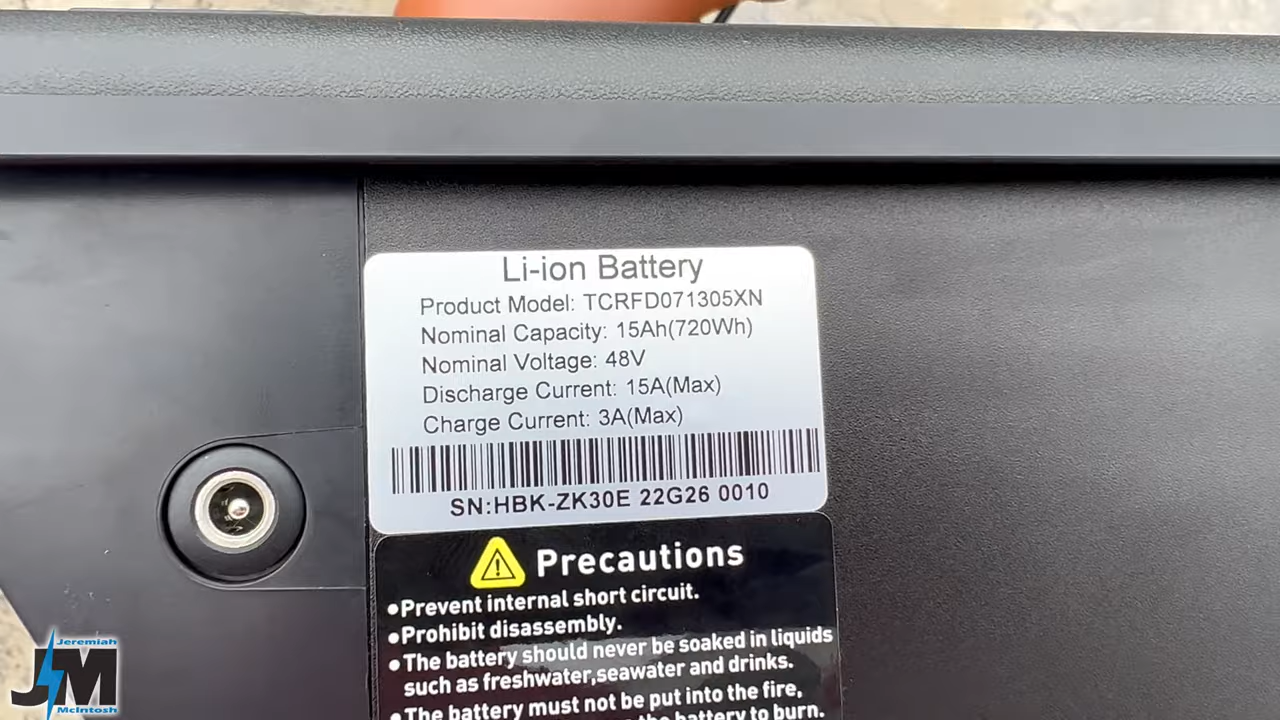 Li-ion Battery
Product Model: TCRFD071305XN
Nominal Capacity: 15Ah(720Wh)
Nominal Voltage: 48V
Discharge Current: 15A(Max)
Charge Current: 3A(Max)
SN:HBK-ZK30E 22G26 0010
Precautions
●Prevent internal short circuit.
●Prohibit disassembly.
●The battery should never be soaked in liquids
such as freshwater,seawater and drinks.
●The battery must not be put into the fire,
the battery to burn.
Jeremiah
JM
McIntosh